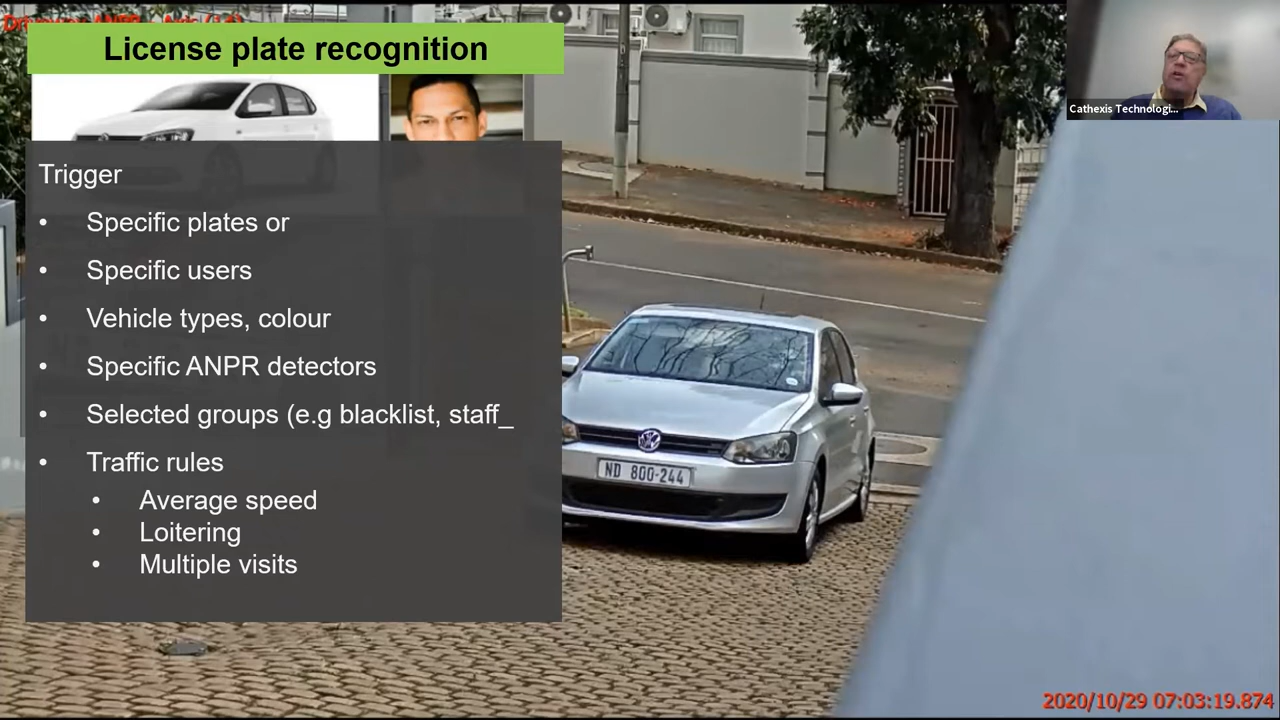 License plate recognition
Cathexis Technologi...
Trigger
• Specific plates or
• Specific users
• Vehicle types, colour
• Specific ANPR detectors
• Selected groups (e.g blacklist, staff_
• Traffic rules
• Average speed
• Loitering
• Multiple visits
ND 800-244
2020/10/29 07:03:19.874